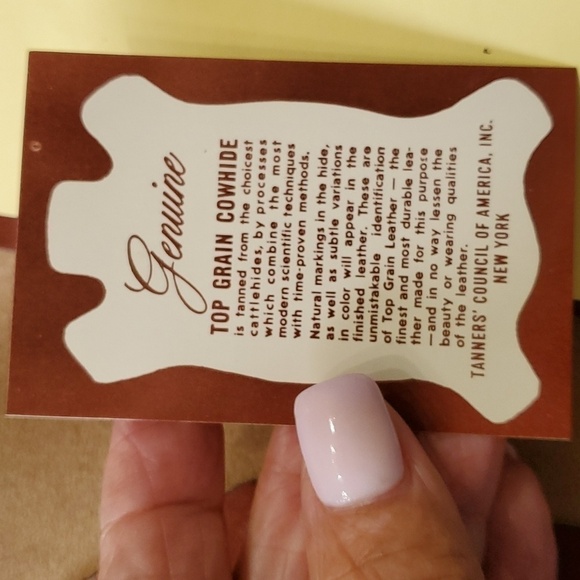 Genuine
TOP GRAIN COWHIDE
is tanned from the choicest
cattlehides, by processes
which combine the most
modern scientific techniques
with time-proven methods.
Natural markings in the hide,
as well as subtle variations
in color will appear in the
finished leather. These are
unmistakable identification
of Top Grain Leather — the
finest and most durable lea-
ther made for this purpose
—and in no way lessen the
beauty or wearing qualities
of the leather.
TANNERS' COUNCIL OF AMERICA, INC.
NEW YORK